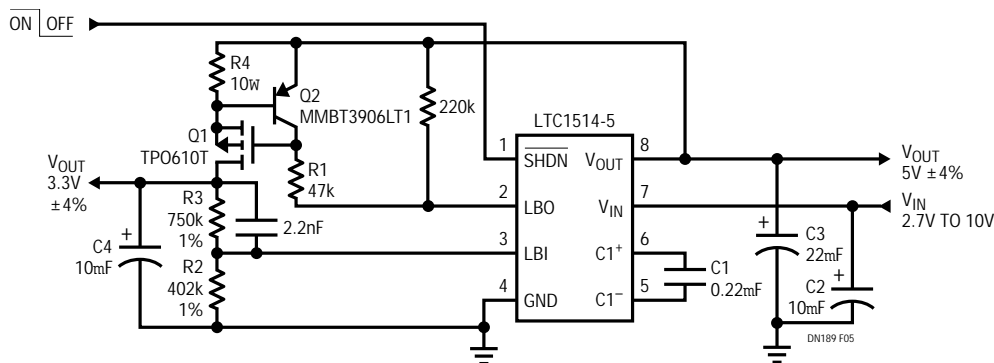 ON OFF
R4
10W
Q2
MMBT3906LT1
220k
LTC1514-5
Q1
TPO610T
1
SHDN
VOUT
8
VOUT
5V ±4%
VOUT
3.3V
±4%
R1
47k
2
LBO
VIN
7
VIN
2.7V TO 10V
R3
750k
1%
2.2nF
3
LBI
C1+
6
+
C4
10mF
R2
402k
1%
4
GND
C1−
5
C1
0.22mF
+
C3
22mF
+
C2
10mF
DN189 F05